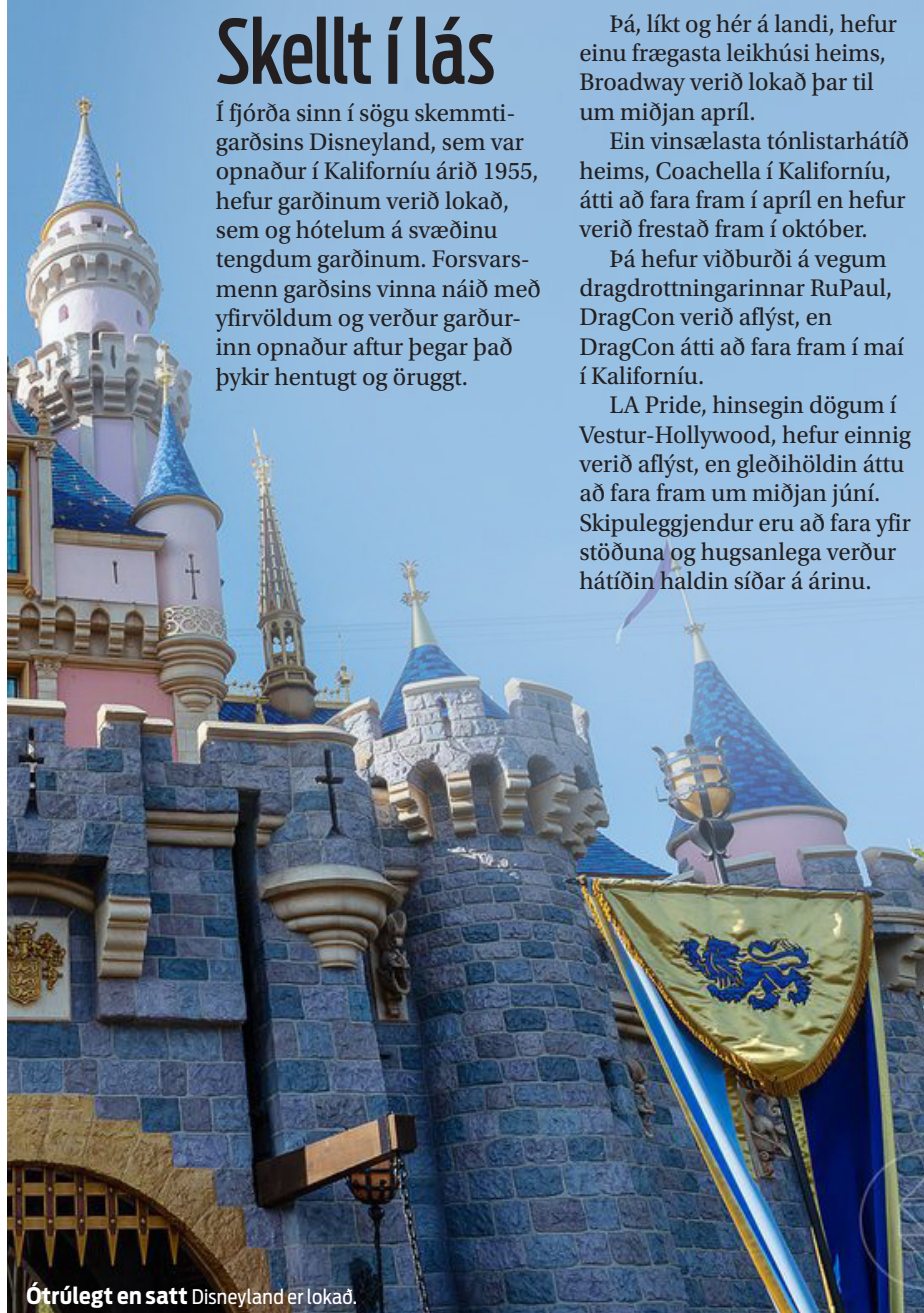 Skellt í lás
Í fjórða sinn í sögu skemmti-
garðsins Disneyland, sem var
opnaður í Kaliforníu árið 1955,
hefur garðinum verið lokað,
sem og hótelum á svæðinu
tengdum garðinum. Forsvars-
menn garðsins vinna náið með
yfirvöldum og verður garður-
inn opnaður aftur þegar það
þykir hentugt og öruggt.
Þá, líkt og hér á landi, hefur
einu frægasta leikhúsi heims,
Broadway verið lokað þar til
um miðjan apríl.
Ein vinsælasta tónlistarhátíð
heims, Coachella í Kaliforníu,
átti að fara fram í apríl en hefur
verið frestað fram í október.
Þá hefur viðburði á vegum
dragdrottningarinnar RuPaul,
DragCon verið aflýst, en
DragCon átti að fara fram í maí
í Kaliforníu.
LA Pride, hinsegin dögum í
Vestur-Hollywood, hefur einnig
verið aflýst, en gleðihöldin áttu
að fara fram um miðjan júní.
Skipuleggjendur eru að fara yfir
stöðuna og hugsanlega verður
hátíðin haldin síðar á árinu.
Ótrúlegt en satt Disneyland er lokað.